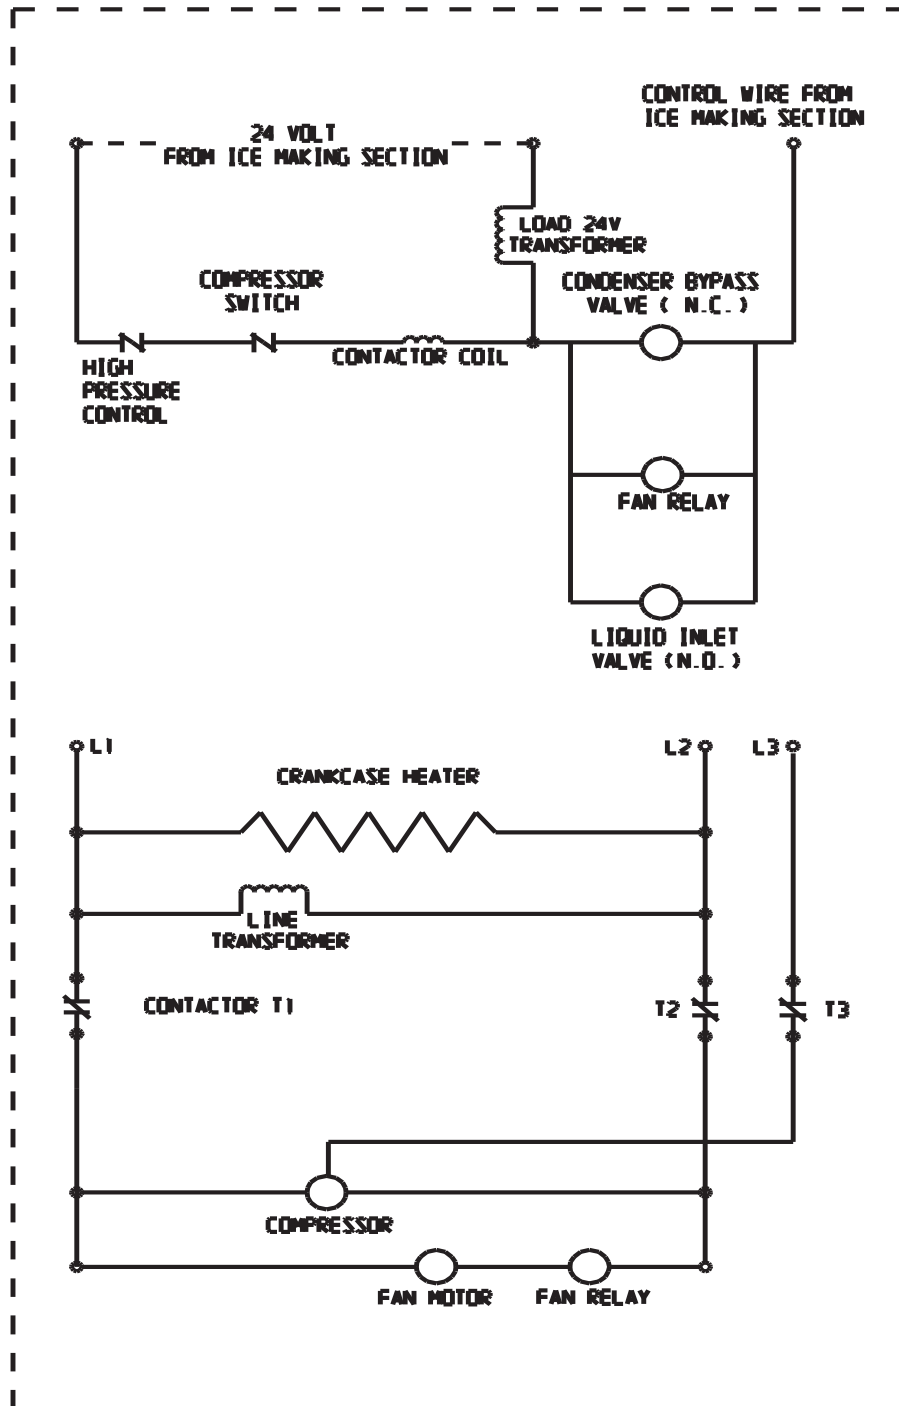 CONTROL WIRE FROM
ICE MAKING SECTION
24 VOLT
FROM ICE MAKING SECTION
LOAD 24V
TRANSFORMER
COMPRESSOR
SWITCH
CONDENSER BYPASS
VALVE ( N.C. )
CONTACTOR COIL
HIGH
PRESSURE
CONTROL
FAN RELAY
LIQUID INLET
VALVE (N.O. )
L1
L2
L3
CRANKCASE HEATER
LINE
TRANSFORMER
CONTACTOR T1
T2
T3
COMPRESSOR
FAN MOTOR
FAN RELAY